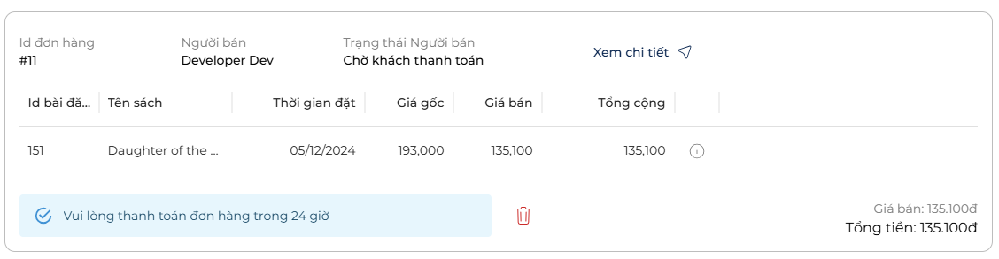 Id đơn hàng Người bán Trạng thái Người bán
#11 Developer Dev Chờ khách thanh toán Xem chi tiết
Id bài đă... Tên sách Thời gian đặt Giá gốc Giá bán Tổng cộng
151 Daughter of the ... 05/12/2024 193,000 135,100 135,100
Vui lòng thanh toán đơn hàng trong 24 giờ
Giá bán: 135.100đ
Tổng tiền: 135.100đ